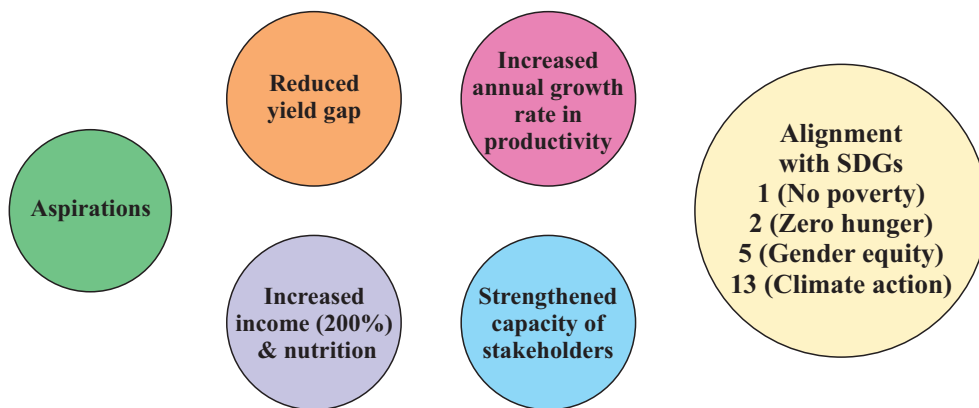 Aspirations
Reduced
yield gap
Increased
annual growth
rate in
productivity
Increased
income (200%)
& nutrition
Strengthened
capacity of
stakeholders
Alignment
with SDGs
1 (No poverty)
2 (Zero hunger)
5 (Gender equity)
13 (Climate action)